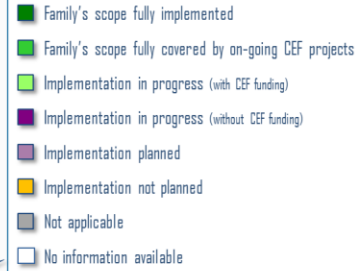 Family's scope fully implemented
Family's scope fully covered by on-going CEF projects
Implementation in progress (with CEF funding)
Implementation in progress (without CEF funding)
Implementation planned
Implementation not planned
Not applicable
No information available